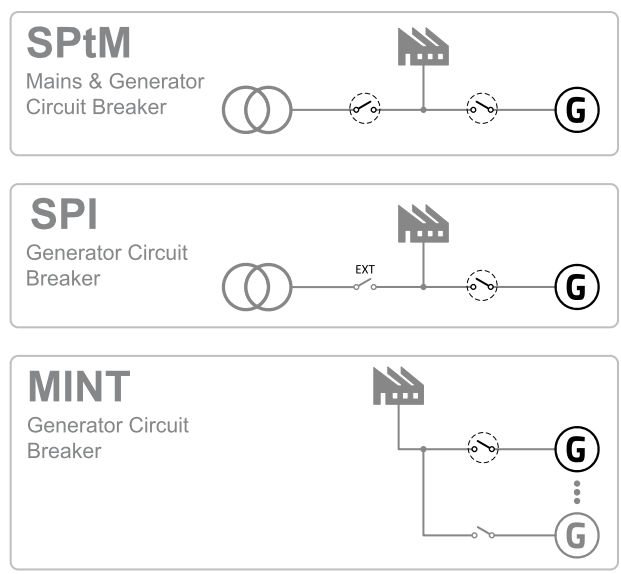 SPtM
Mains & Generator
Circuit Breaker
G
SPI
Generator Circuit
Breaker
EXT
G
MINT
Generator Circuit
Breaker
G
G